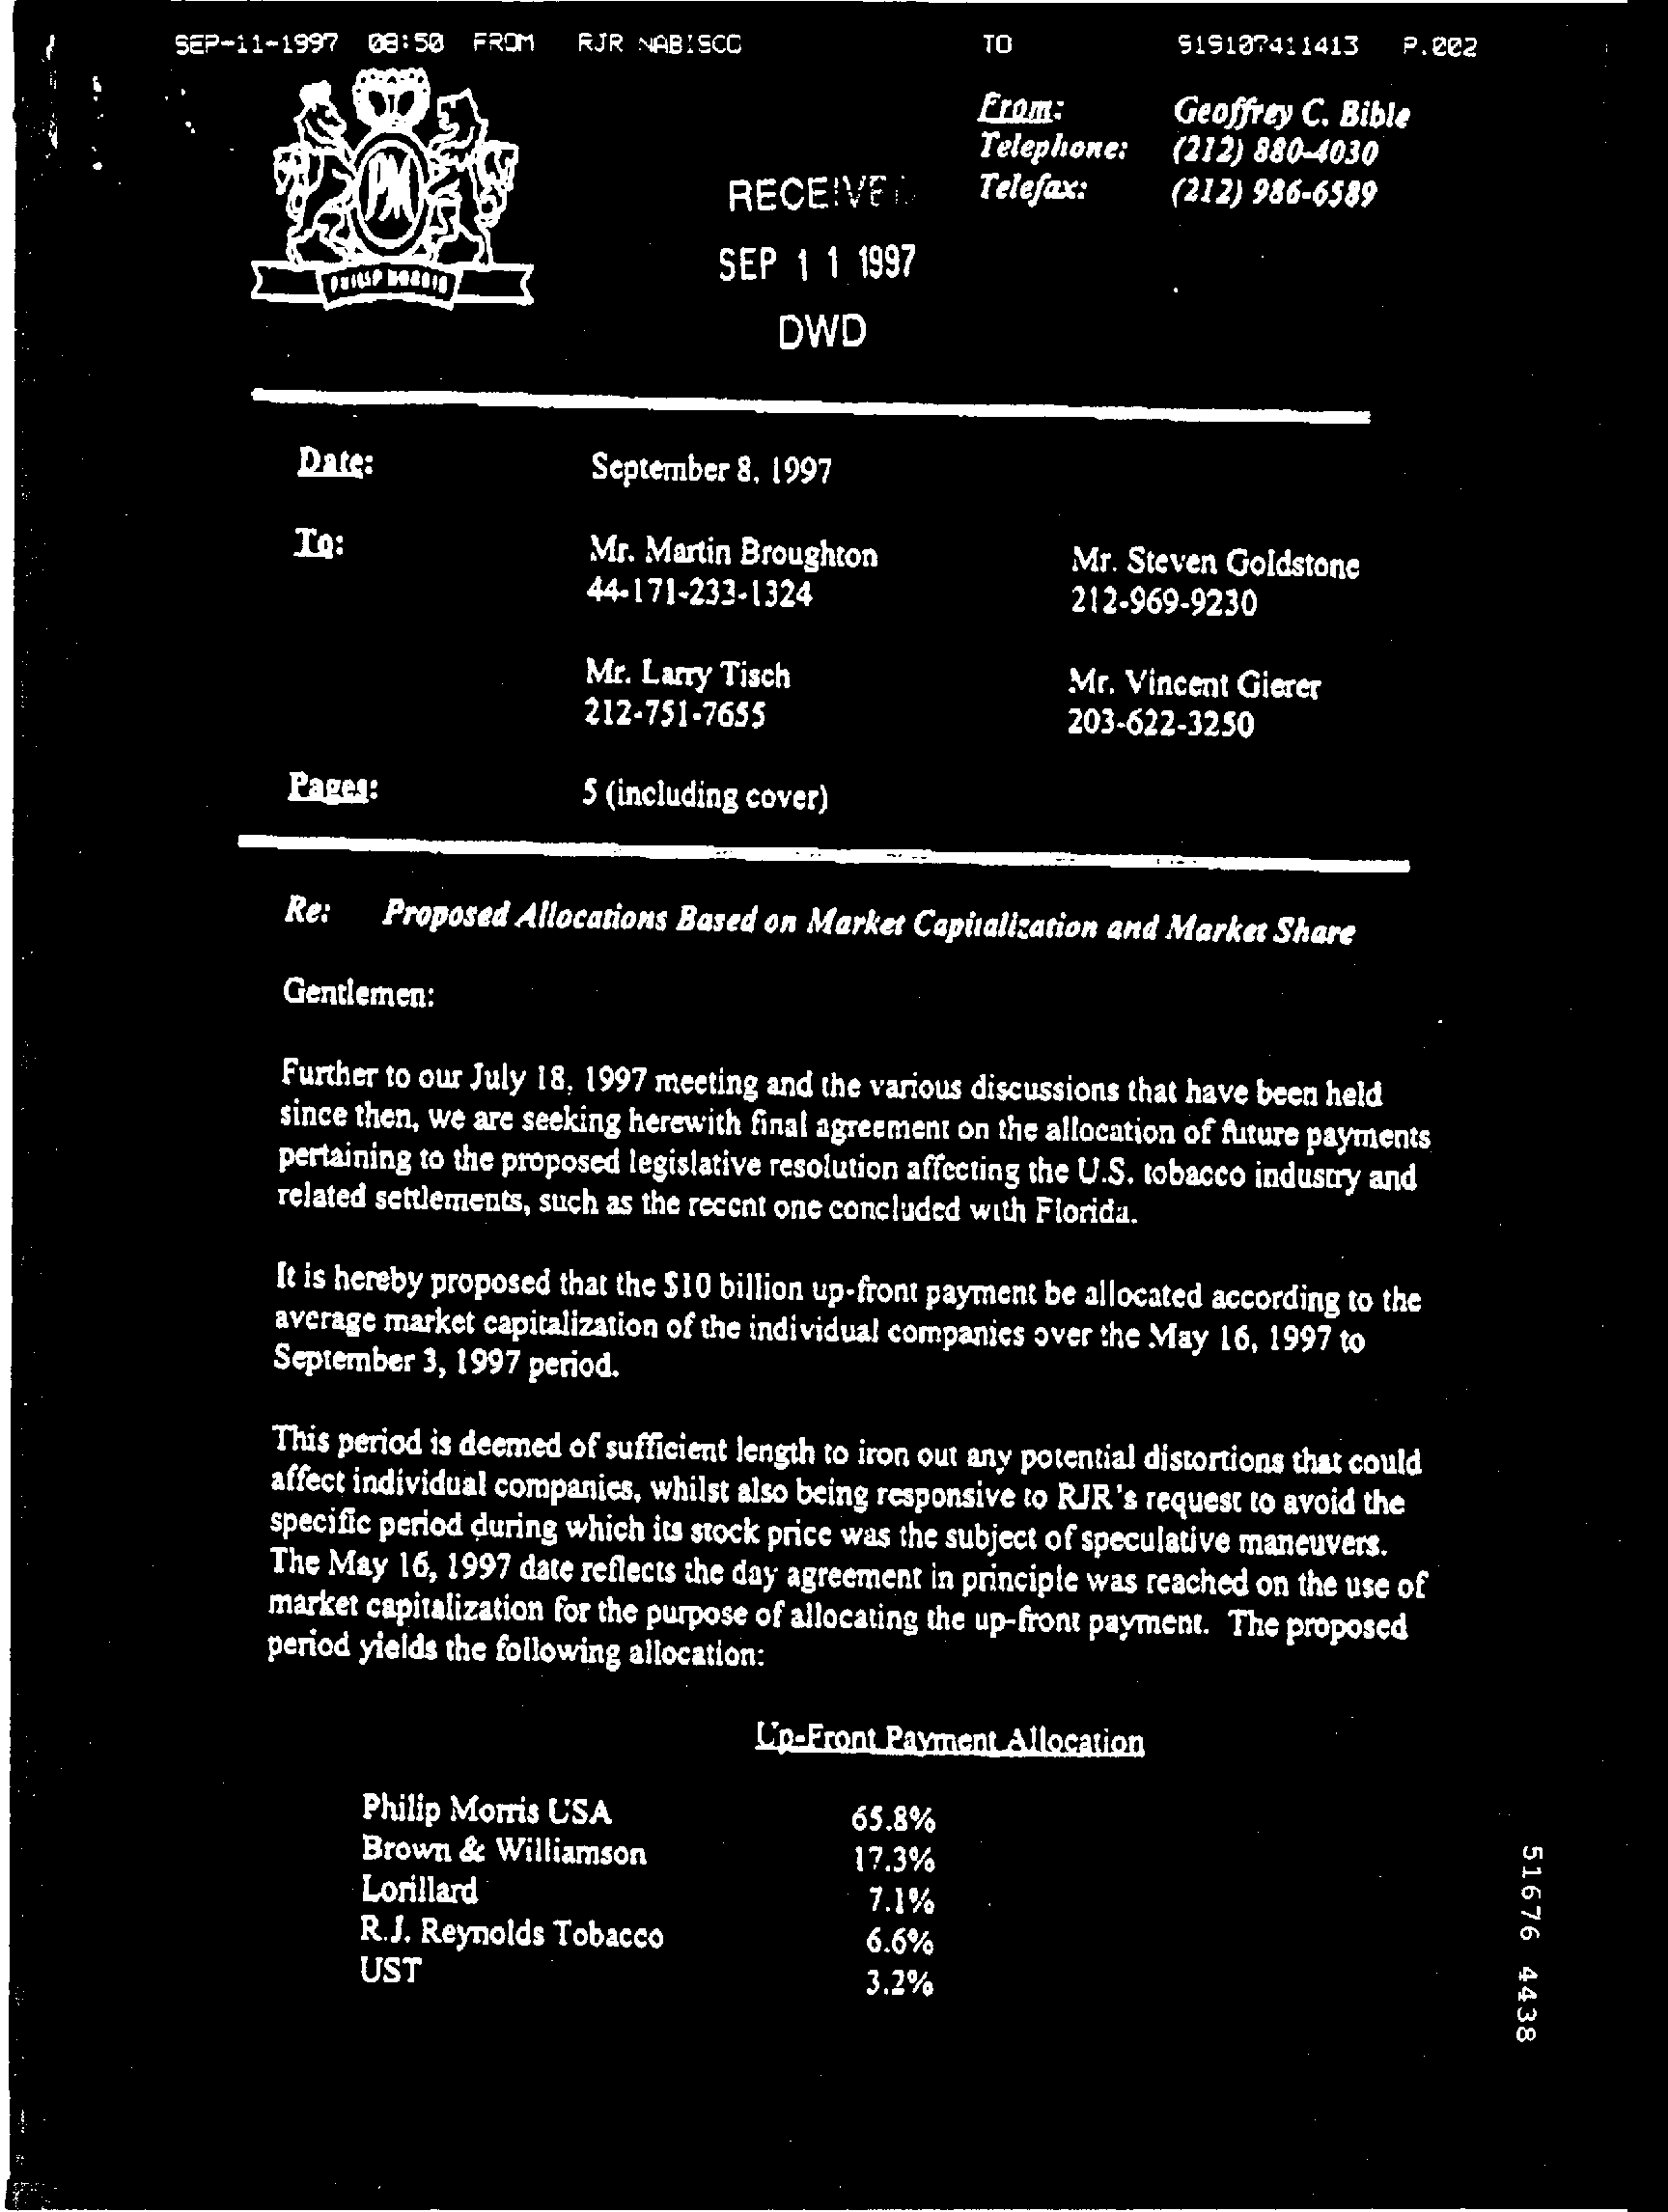 SEP-11-1997 08:50 FROM RJR NABISCO TO 919107411413 P.002
From: Geoffrey C. Bible
Telephone: (212) 880-4030
Telefax: (212) 986-6589
PM
PHILIP MORRIS
RECEIVED
SEP 11 1997
DWD
Date: September 8, 1997
To: Mr. Martin Broughton Mr. Steven Goldstone
44-171-233-1324 212-969-9230
Mr. Larry Tisch Mr. Vincent Gierer
212-751-7655 203-622-3250
Pages: 5 (including cover)
Re: Proposed Allocations Based on Market Capitalization and Market Share
Gentlemen:
Further to our July 18, 1997 meeting and the various discussions that have been held
since then, we are seeking herewith final agreement on the allocation of future payments
pertaining to the proposed legislative resolution affecting the U.S. tobacco industry and
related settlements, such as the recent one concluded with Florida.
It is hereby proposed that the $10 billion up-front payment be allocated according to the
average market capitalization of the individual companies over the May 16, 1997 to
September 3, 1997 period.
This period is deemed of sufficient length to iron out any potential distortions that could
affect individual companies, whilst also being responsive to RJR's request to avoid the
specific period during which its stock price was the subject of speculative maneuvers.
The May 16, 1997 date reflects the day agreement in principle was reached on the use of
market capitalization for the purpose of allocating the up-front payment. The proposed
period yields the following allocation:
Up-Front Payment Allocation
Philip Morris USA 65.8%
Brown & Williamson 17.3%
Lorillard 7.1%
R.J. Reynolds Tobacco 6.6%
UST 3.2%
51676 4438